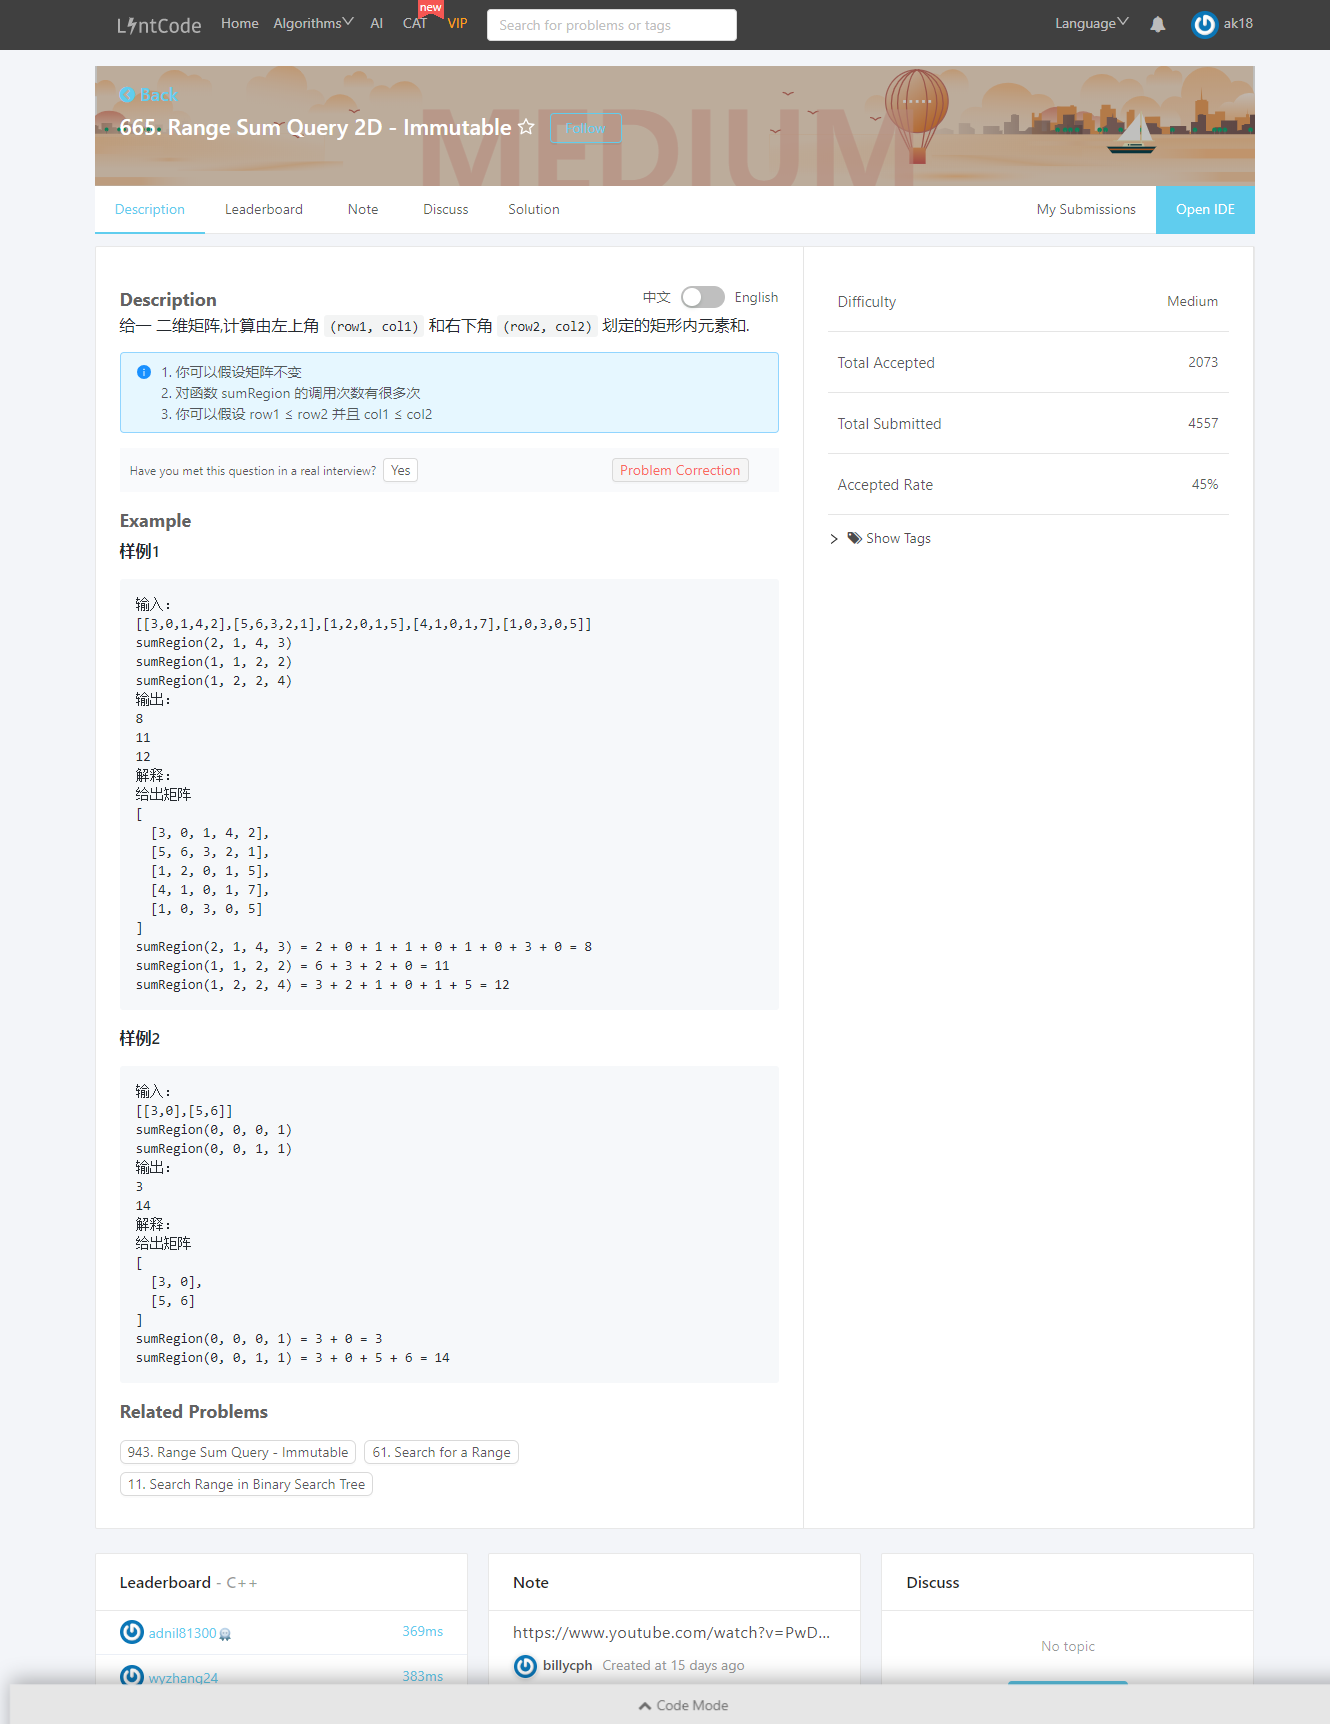 LintCode
Home
Algorithms
AI
CAT
new
VIP
Search for problems or tags
Language
ak18
Back
665. Range Sum Query 2D - Immutable
Follow
MEDIUM
Description
Leaderboard
Note
Discuss
Solution
My Submissions
Open IDE
Description
中文
English
给一 二维矩阵,计算由左上角 (row1, col1) 和右下角 (row2, col2) 划定的矩形内元素和.
1. 你可以假设矩阵不变
2. 对函数 sumRegion 的调用次数有很多次
3. 你可以假设 row1 ≤ row2 并且 col1 ≤ col2
Have you met this question in a real interview?
Yes
Problem Correction
Example
样例1
输入:
[[3,0,1,4,2],[5,6,3,2,1],[1,2,0,1,5],[4,1,0,1,7],[1,0,3,0,5]]
sumRegion(2, 1, 4, 3)
sumRegion(1, 1, 2, 2)
sumRegion(1, 2, 2, 4)
输出:
8
11
12
解释:
给出矩阵
[
[3, 0, 1, 4, 2],
[5, 6, 3, 2, 1],
[1, 2, 0, 1, 5],
[4, 1, 0, 1, 7],
[1, 0, 3, 0, 5]
]
sumRegion(2, 1, 4, 3) = 2 + 0 + 1 + 1 + 0 + 1 + 0 + 3 + 0 = 8
sumRegion(1, 1, 2, 2) = 6 + 3 + 2 + 0 = 11
sumRegion(1, 2, 2, 4) = 3 + 2 + 1 + 0 + 1 + 5 = 12
样例2
输入:
[[3,0],[5,6]]
sumRegion(0, 0, 0, 1)
sumRegion(0, 0, 1, 1)
输出:
3
14
解释:
给出矩阵
[
[3, 0],
[5, 6]
]
sumRegion(0, 0, 0, 1) = 3 + 0 = 3
sumRegion(0, 0, 1, 1) = 3 + 0 + 5 + 6 = 14
Related Problems
943. Range Sum Query - Immutable
61. Search for a Range
11. Search Range in Binary Search Tree
Difficulty
Medium
Total Accepted
2073
Total Submitted
4557
Accepted Rate
45%
Show Tags
Leaderboard - C++
adnil81300
369ms
wyzhang24
383ms
Note
https://www.youtube.com/watch?v=PwD...
billycph Created at 15 days ago
Discuss
No topic
Code Mode